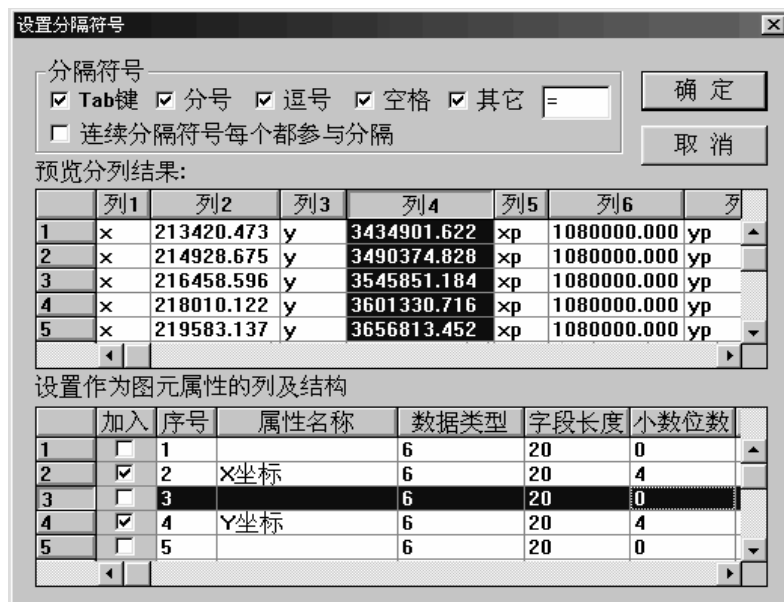 设置分隔符号
分隔符号
Tab键 分号 逗号 空格 其它 =
连续分隔符号每个都参与分隔
确 定
取 消
预览分列结果:
列1 列2 列3 列4 列5 列6
1 x 213420.473 y 3434901.622 xp 1080000.000 yp
2 x 214928.675 y 3490374.828 xp 1080000.000 yp
3 x 216458.596 y 3545851.184 xp 1080000.000 yp
4 x 218010.122 y 3601330.716 xp 1080000.000 yp
5 x 219583.137 y 3656813.452 xp 1080000.000 yp
设置作为图元属性的列及结构
加入 序号 属性名称 数据类型 字段长度 小数位数
1 1 6 20 0
2 2 X坐标 6 20 4
3 3 6 20 0
4 4 Y坐标 6 20 4
5 5 6 20 0